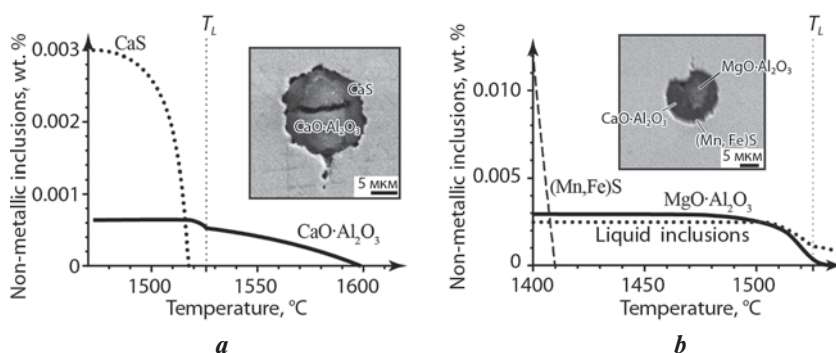 a
T_L
b
T_L
Non-metallic inclusions, wt. %
0.003
0.002
0.001
0
CaS
CaS
CaO·Al₂O₃
5 мкм
CaO·Al₂O₃
1500
1550
1600
Temperature, °C
a
Non-metallic inclusions, wt. %
0.010
0.005
0
MgO·Al₂O₃
CaO·Al₂O₃
(Mn, Fe)S
5 мкм
(Mn,Fe)S
MgO·Al₂O₃
Liquid inclusions
1400
1450
1500
Temperature, °C
b